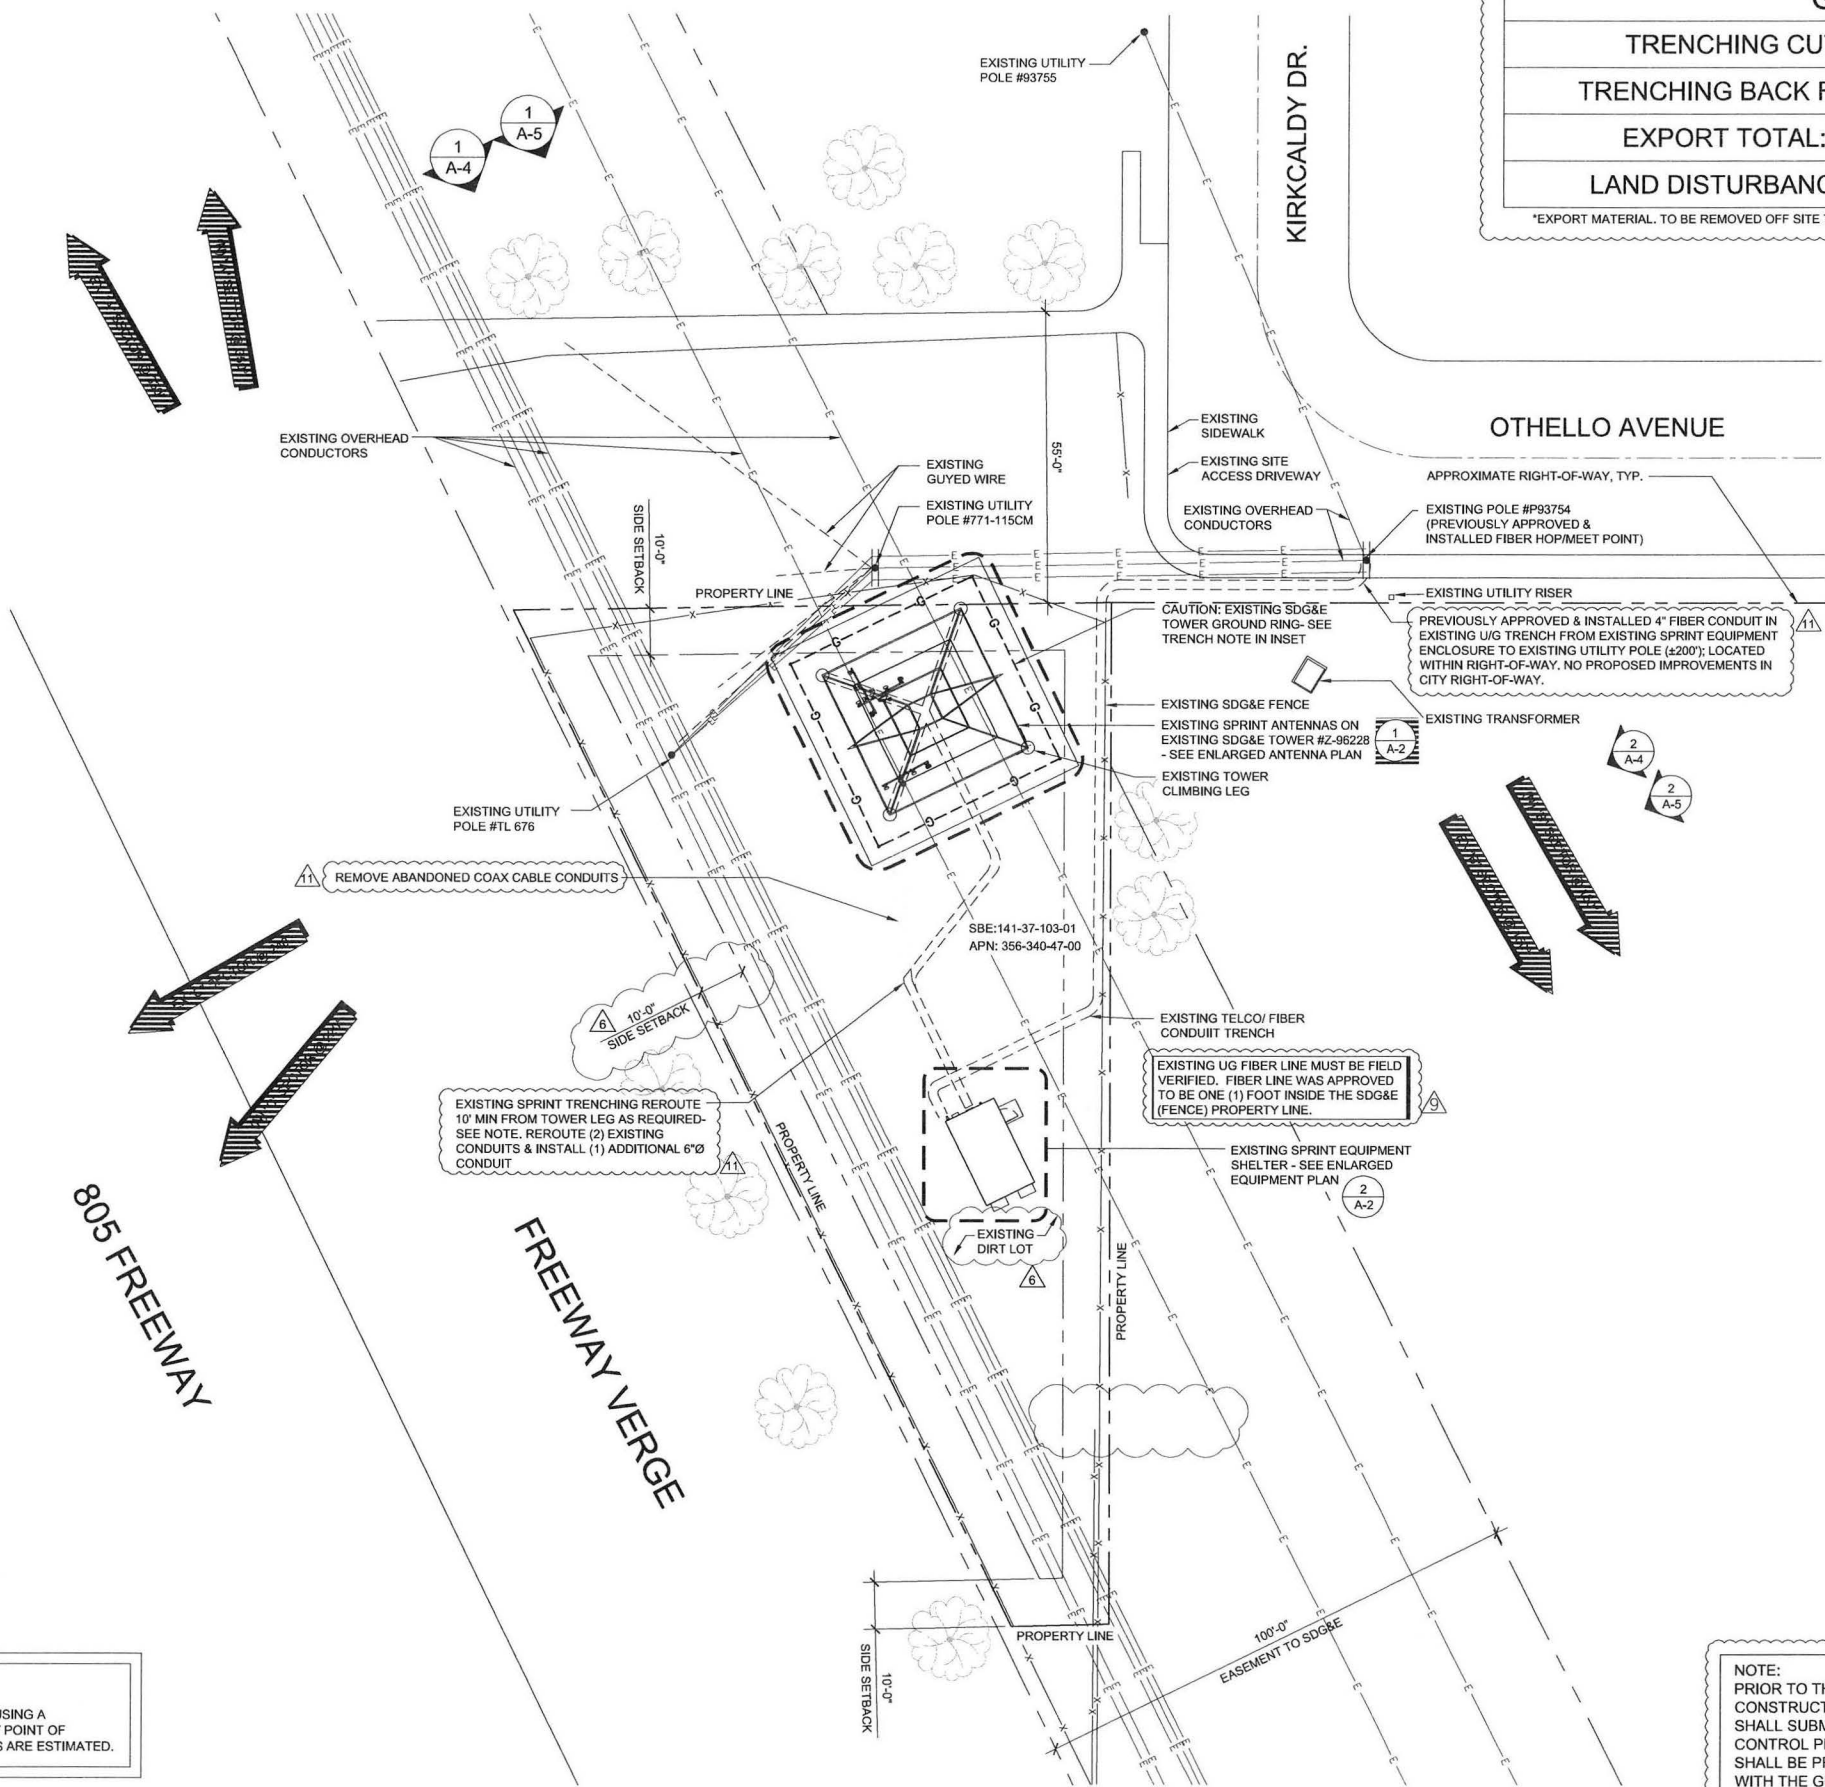 TRENCHING CU
TRENCHING BACK
EXPORT TOTAL:
LAND DISTURBANC
*EXPORT MATERIAL. TO BE REMOVED OFF SITE
EXISTING UTILITY
POLE #93755
KIRKCALDY DR.
1
A-5
1
A-4
OTHELLO AVENUE
EXISTING OVERHEAD
CONDUCTORS
EXISTING
GUYED WIRE
EXISTING UTILITY
POLE #771-115CM
55'-0"
EXISTING
SIDEWALK
EXISTING SITE
ACCESS DRIVEWAY
EXISTING OVERHEAD
CONDUCTORS
APPROXIMATE RIGHT-OF-WAY, TYP.
EXISTING POLE #P93754
(PREVIOUSLY APPROVED &
INSTALLED FIBER HOP/MEET POINT)
10'-0"
SIDE SETBACK
PROPERTY LINE
EXISTING UTILITY RISER
CAUTION: EXISTING SDG&E
TOWER GROUND RING- SEE
TRENCH NOTE IN INSET
PREVIOUSLY APPROVED & INSTALLED 4" FIBER CONDUIT IN
EXISTING U/G TRENCH FROM EXISTING SPRINT EQUIPMENT
ENCLOSURE TO EXISTING UTILITY POLE (±200'); LOCATED
WITHIN RIGHT-OF-WAY. NO PROPOSED IMPROVEMENTS IN
CITY RIGHT-OF-WAY.
11
EXISTING SDG&E FENCE
EXISTING TRANSFORMER
EXISTING SPRINT ANTENNAS ON
EXISTING SDG&E TOWER #Z-96228
- SEE ENLARGED ANTENNA PLAN
1
A-2
EXISTING TOWER
CLIMBING LEG
2
A-4
2
A-5
EXISTING UTILITY
POLE #TL 676
11
REMOVE ABANDONED COAX CABLE CONDUITS
SBE:141-37-103-01
APN: 356-340-47-00
6
10'-0"
SIDE SETBACK
EXISTING TELCO/ FIBER
CONDUIT TRENCH
EXISTING UG FIBER LINE MUST BE FIELD
VERIFIED. FIBER LINE WAS APPROVED
TO BE ONE (1) FOOT INSIDE THE SDG&E
(FENCE) PROPERTY LINE.
9
EXISTING SPRINT TRENCHING REROUTE
10' MIN FROM TOWER LEG AS REQUIRED-
SEE NOTE. REROUTE (2) EXISTING
CONDUITS & INSTALL (1) ADDITIONAL 6"Ø
CONDUIT
11
PROPERTY LINE
EXISTING SPRINT EQUIPMENT
SHELTER - SEE ENLARGED
EQUIPMENT PLAN
2
A-2
EXISTING
DIRT LOT
6
PROPERTY LINE
805 FREEWAY
FREEWAY VERGE
PROPERTY LINE
10'-0"
SIDE SETBACK
100'-0"
EASEMENT TO SDG&E
USING A
POINT OF
S ARE ESTIMATED.
NOTE:
PRIOR TO TH
CONSTRUCT
SHALL SUBM
CONTROL P
SHALL BE P
WITH THE G